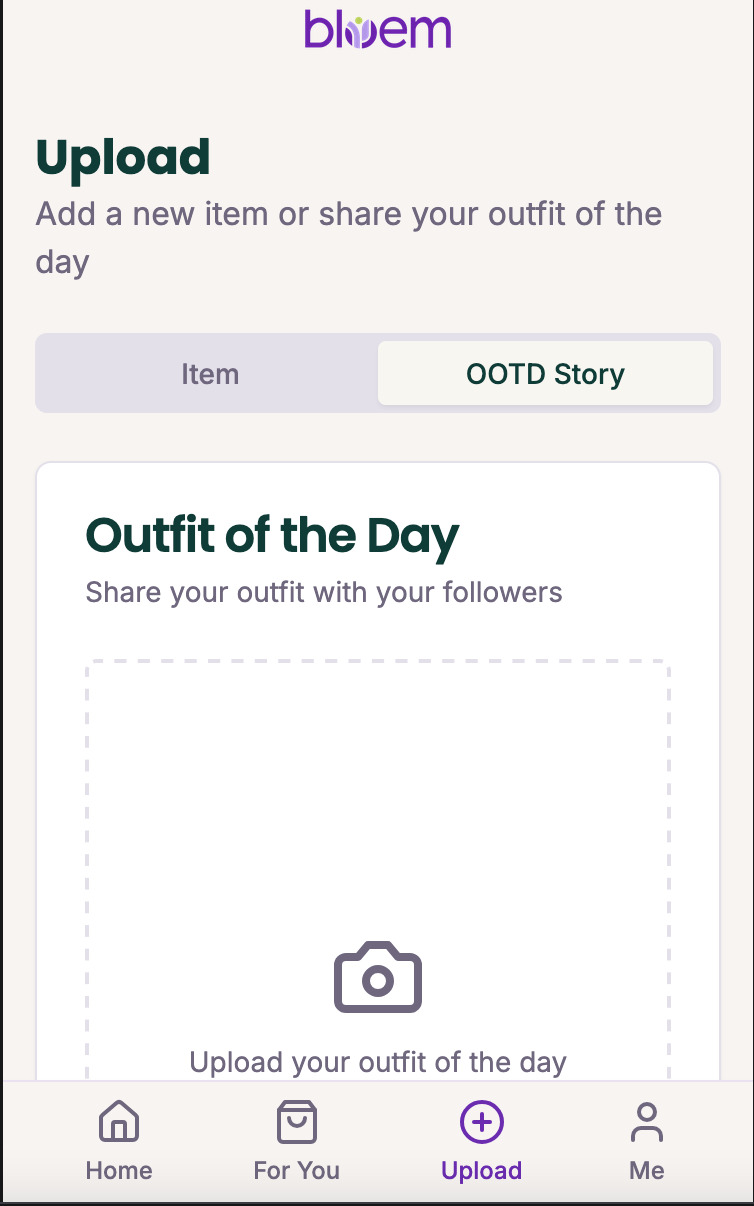 bloem
Upload
Add a new item or share your outfit of the
day
Item
OOTD Story
Outfit of the Day
Share your outfit with your followers
Upload your outfit of the day
Home
For You
Upload
Me